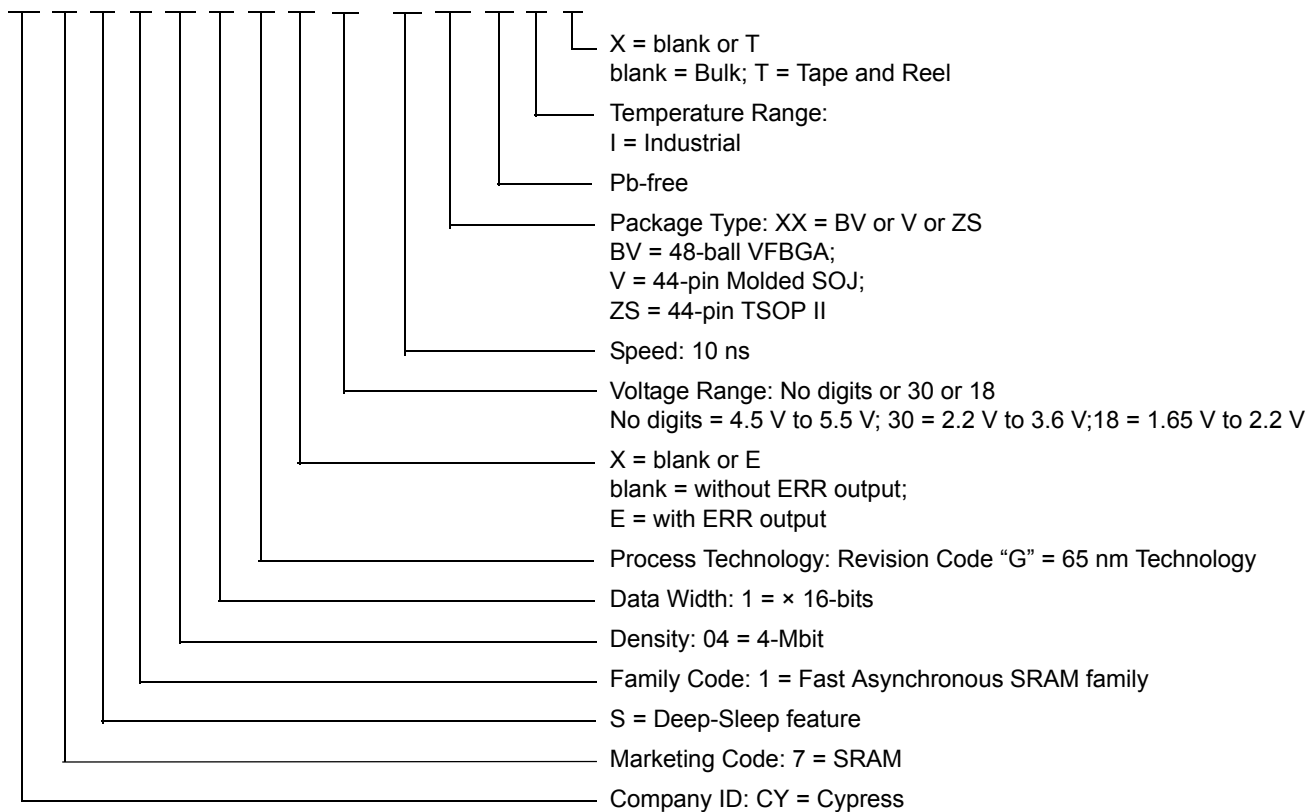 X = blank or T
blank = Bulk; T = Tape and Reel
Temperature Range:
I = Industrial
Pb-free
Package Type: XX = BV or V or ZS
BV = 48-ball VFBGA;
V = 44-pin Molded SOJ;
ZS = 44-pin TSOP II
Speed: 10 ns
Voltage Range: No digits or 30 or 18
No digits = 4.5 V to 5.5 V; 30 = 2.2 V to 3.6 V;18 = 1.65 V to 2.2 V
X = blank or E
blank = without ERR output;
E = with ERR output
Process Technology: Revision Code “G” = 65 nm Technology
Data Width: 1 = × 16-bits
Density: 04 = 4-Mbit
Family Code: 1 = Fast Asynchronous SRAM family
S = Deep-Sleep feature
Marketing Code: 7 = SRAM
Company ID: CY = Cypress